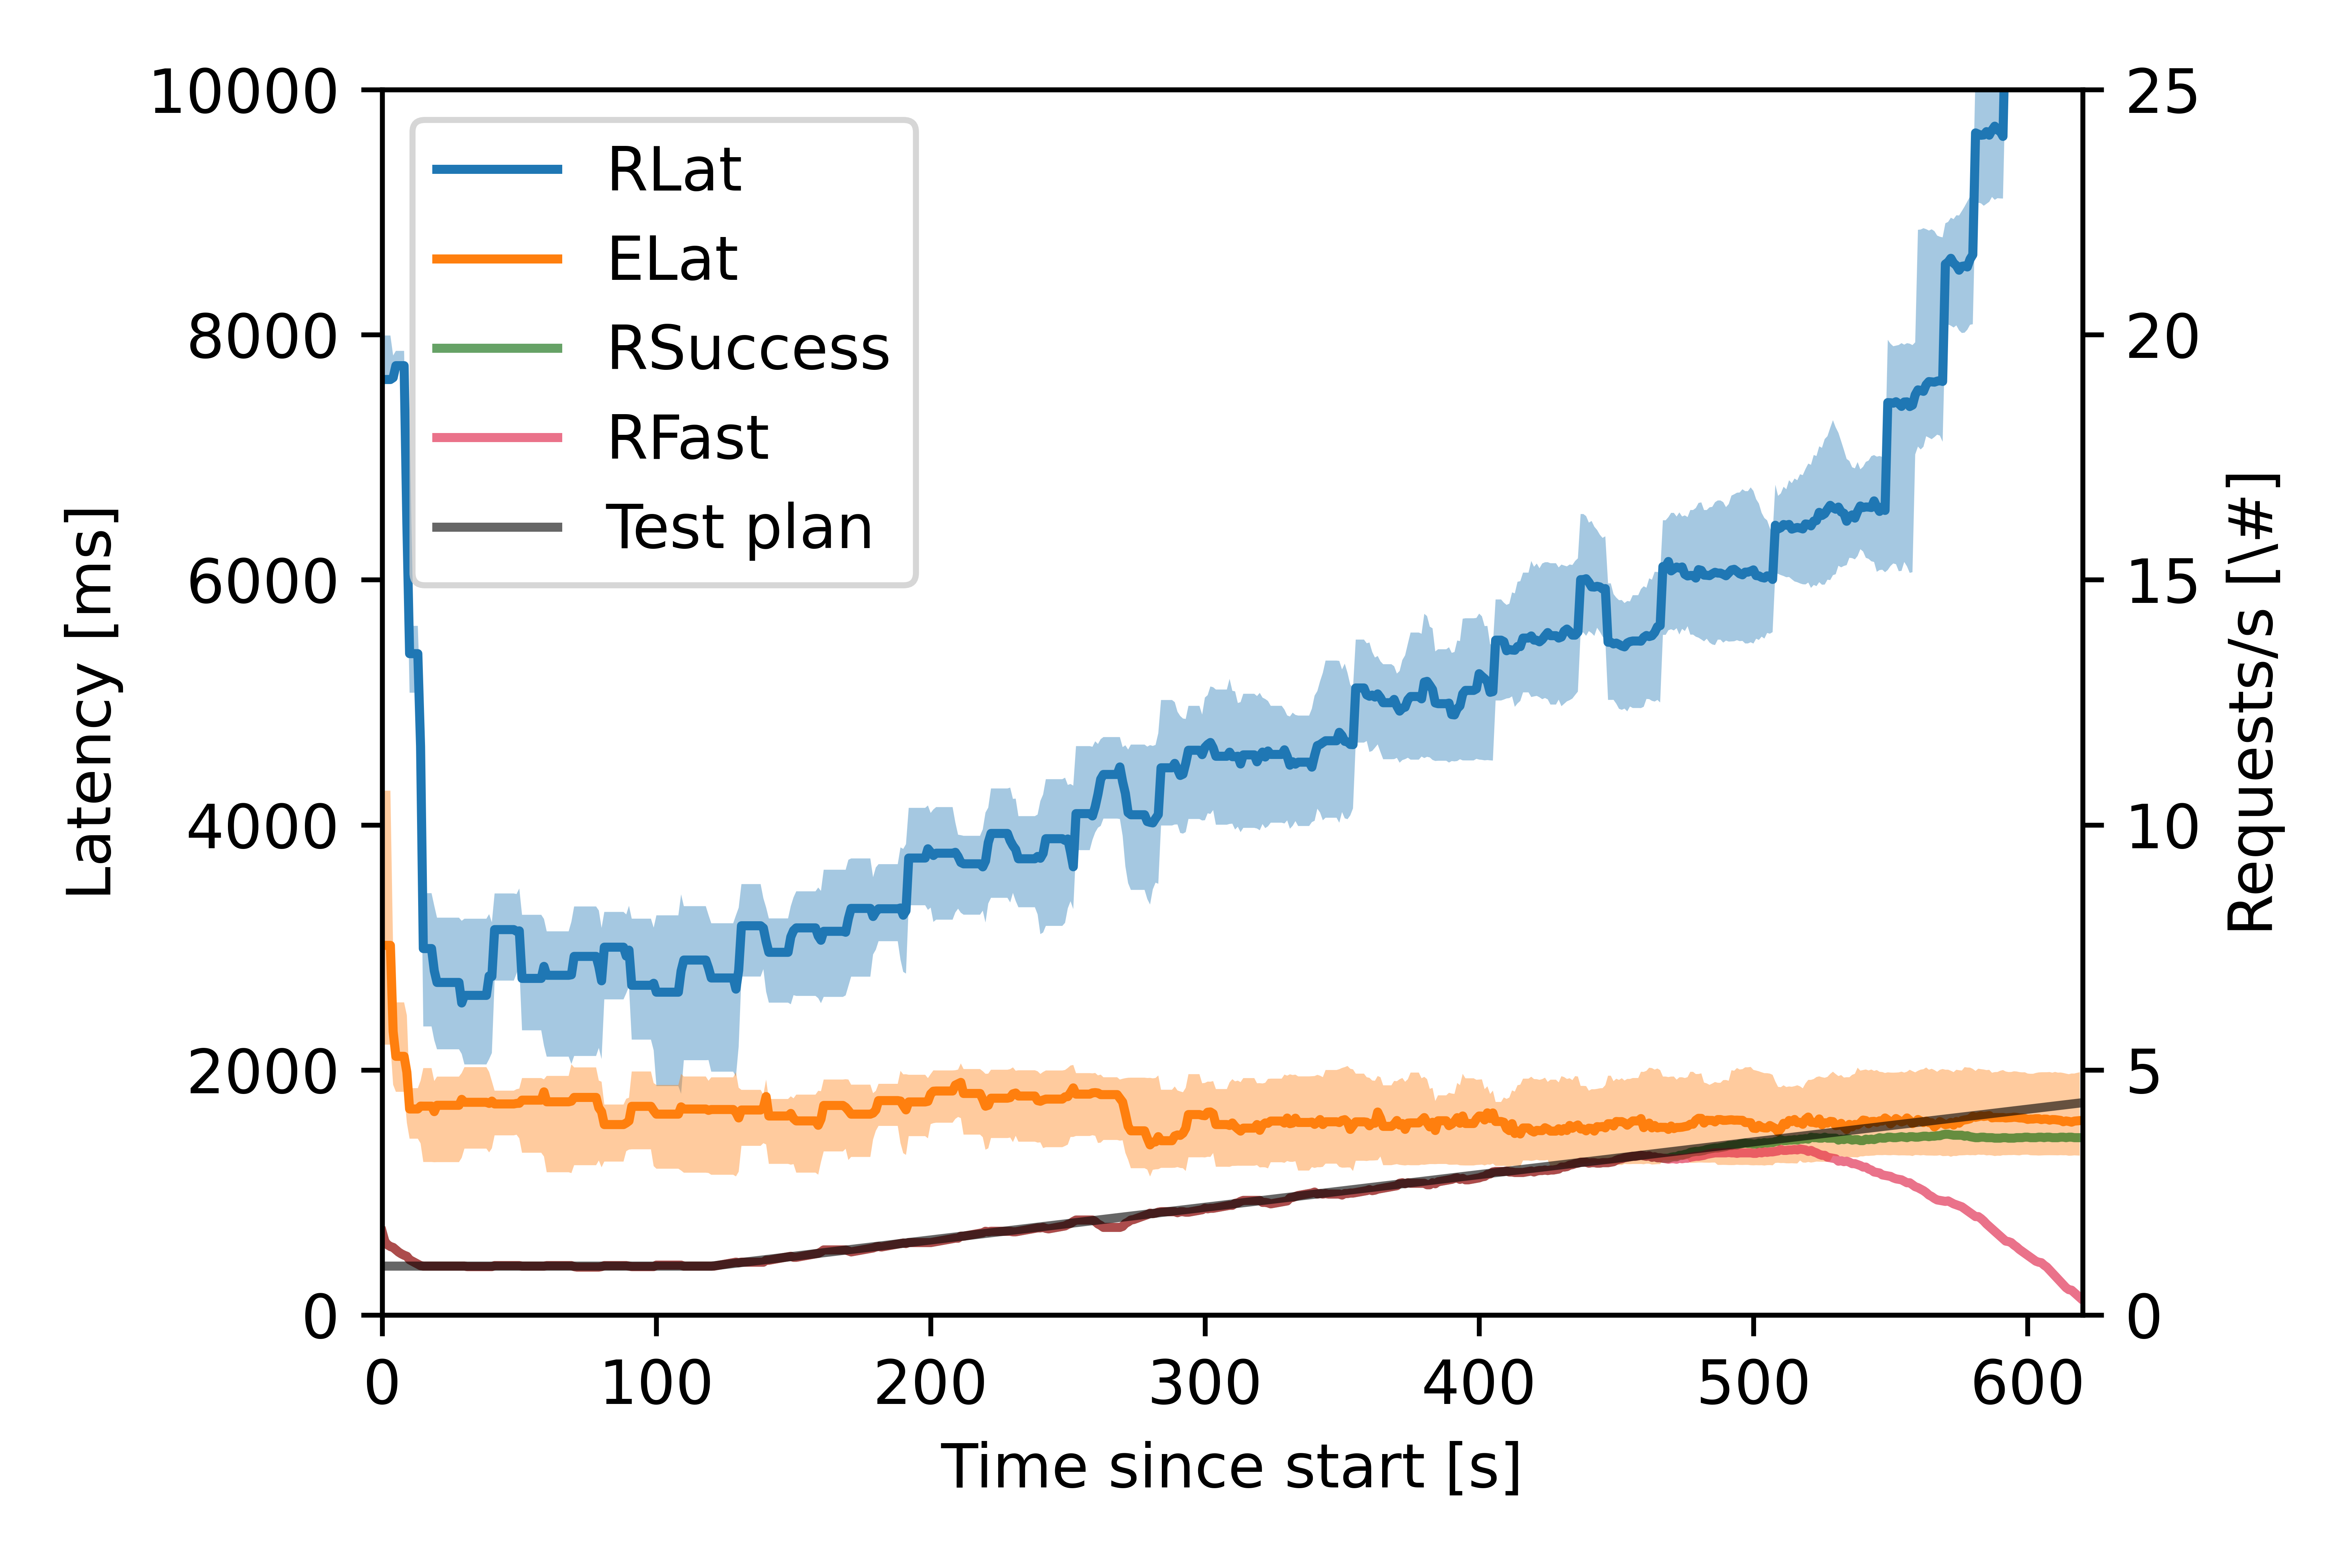 10000
8000
6000
4000
2000
0
Latency [ms]
RLat
ELat
RSuccess
RFast
Test plan
25
20
15
10
5
0
Requests/s [\#]
0 100 200 300 400 500 600
Time since start [s]